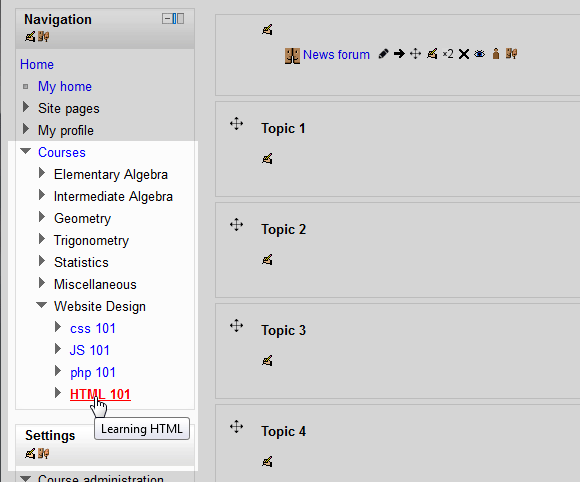 Navigation
Home
My home
Site pages
My profile
Courses
Elementary Algebra
Intermediate Algebra
Geometry
Trigonometry
Statistics
Miscellaneous
Website Design
css 101
JS 101
php 101
HTML 101
Learning HTML
Settings
Course administration
News forum ×2
Topic 1
Topic 2
Topic 3
Topic 4